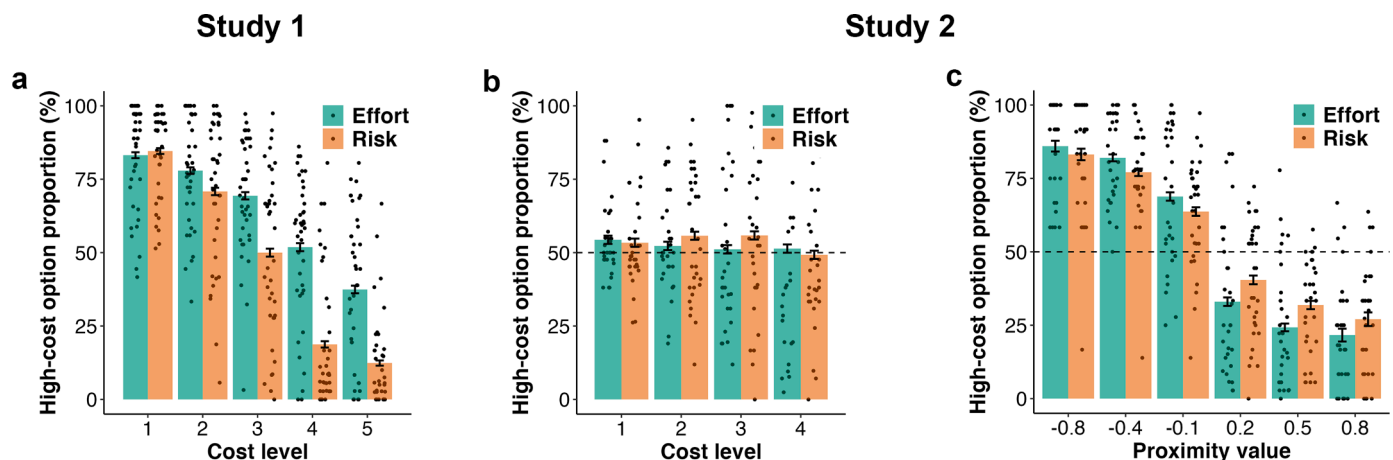 Study 1
Study 2
a
High-cost option proportion (%)
100
75
50
25
0
Effort
Risk
1 2 3 4 5
Cost level
b
High-cost option proportion (%)
100
75
50
25
0
Effort
Risk
1 2 3 4
Cost level
c
High-cost option proportion (%)
100
75
50
25
0
Effort
Risk
-0.8 -0.4 -0.1 0.2 0.5 0.8
Proximity value